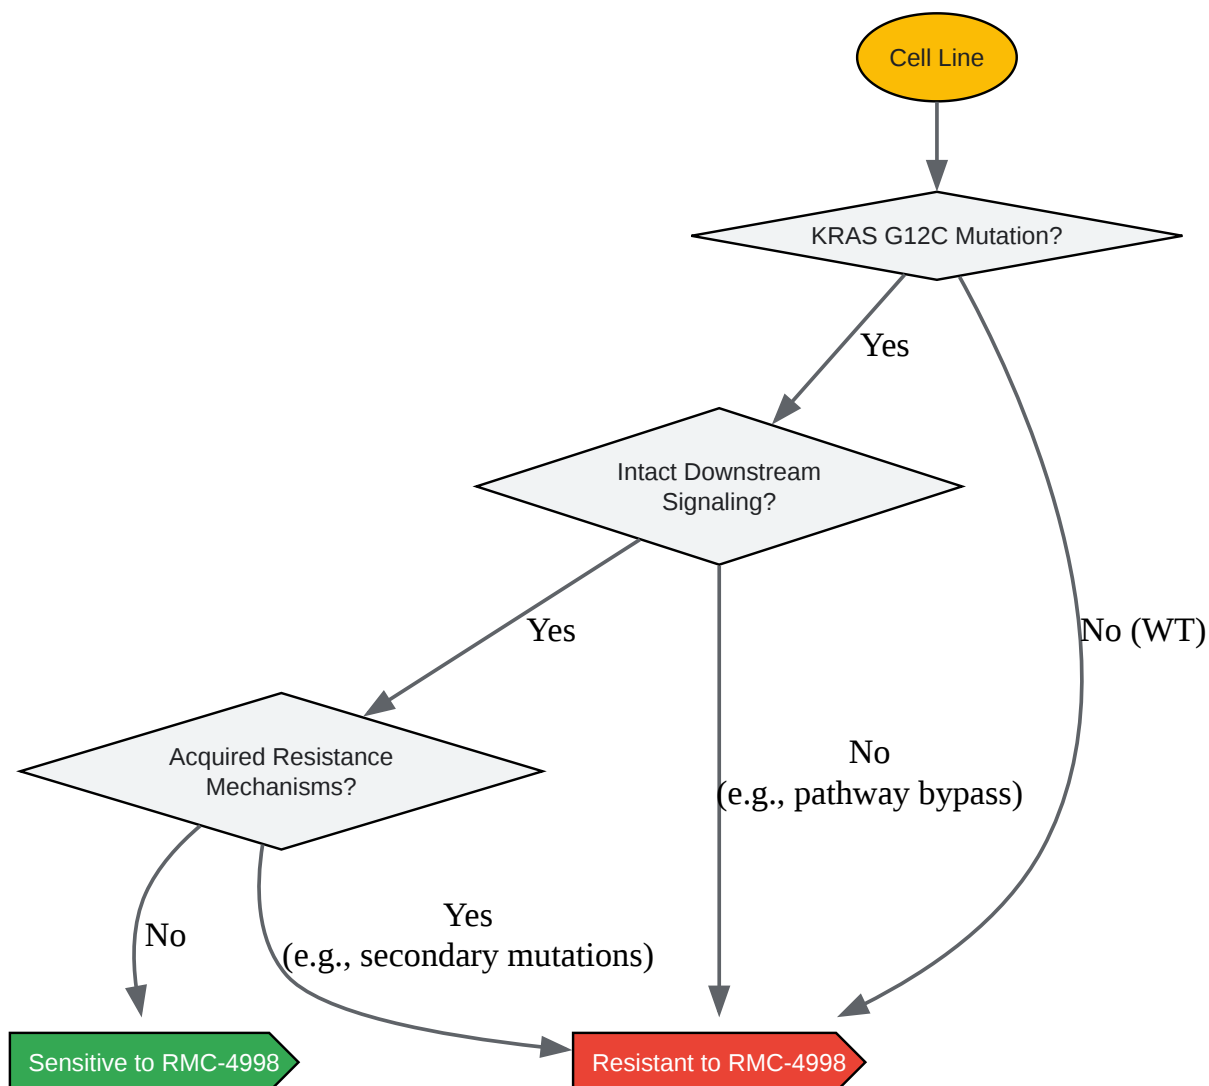 Cell Line
KRAS G12C Mutation?
Yes
Intact Downstream
Signaling?
Yes
No (WT)
Acquired Resistance
Mechanisms?
No
(e.g., pathway bypass)
No
Yes
(e.g., secondary mutations)
Sensitive to RMC-4998
Resistant to RMC-4998